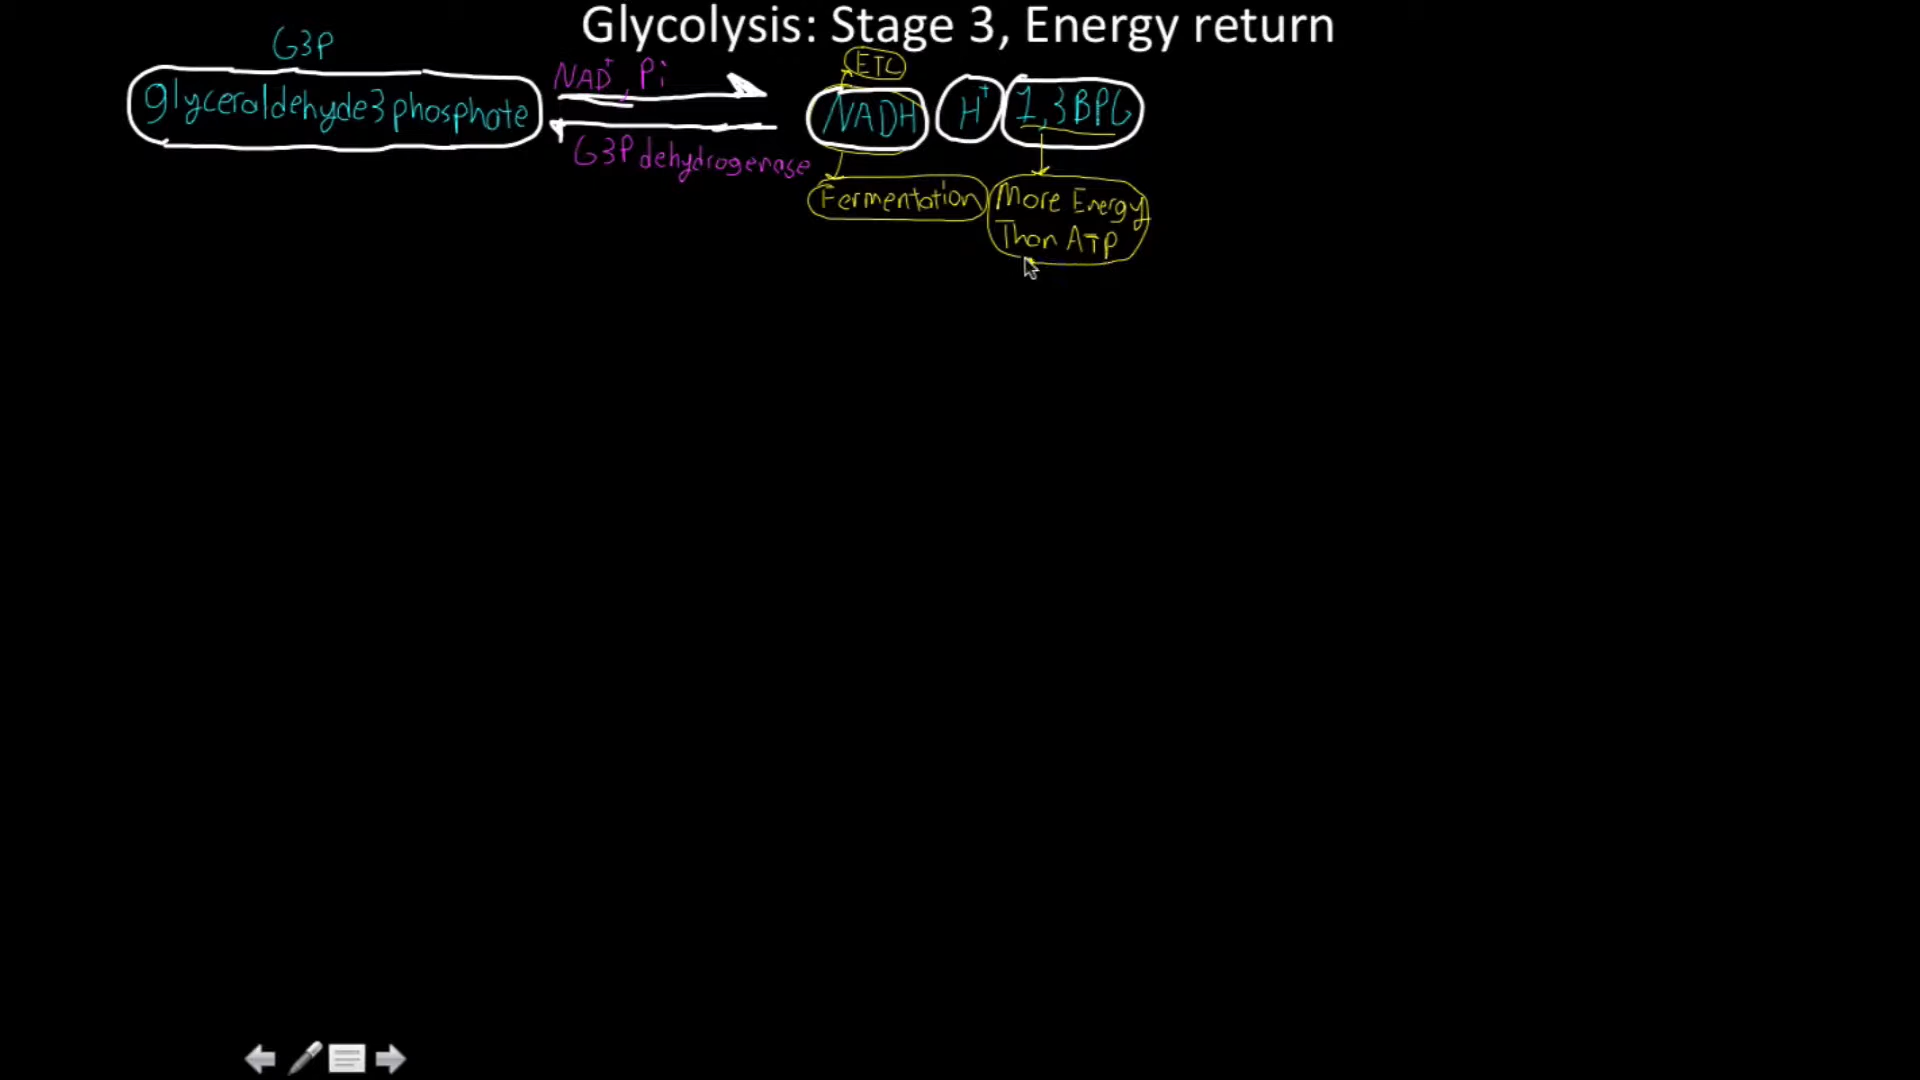 Glycolysis: Stage 3, Energy return
G3P
glyceraldehyde3phosphate
NAD+, Pi
G3P dehydrogenase
ETC
NADH
H+
1,3BPG
Fermentation
More Energy
Than ATP